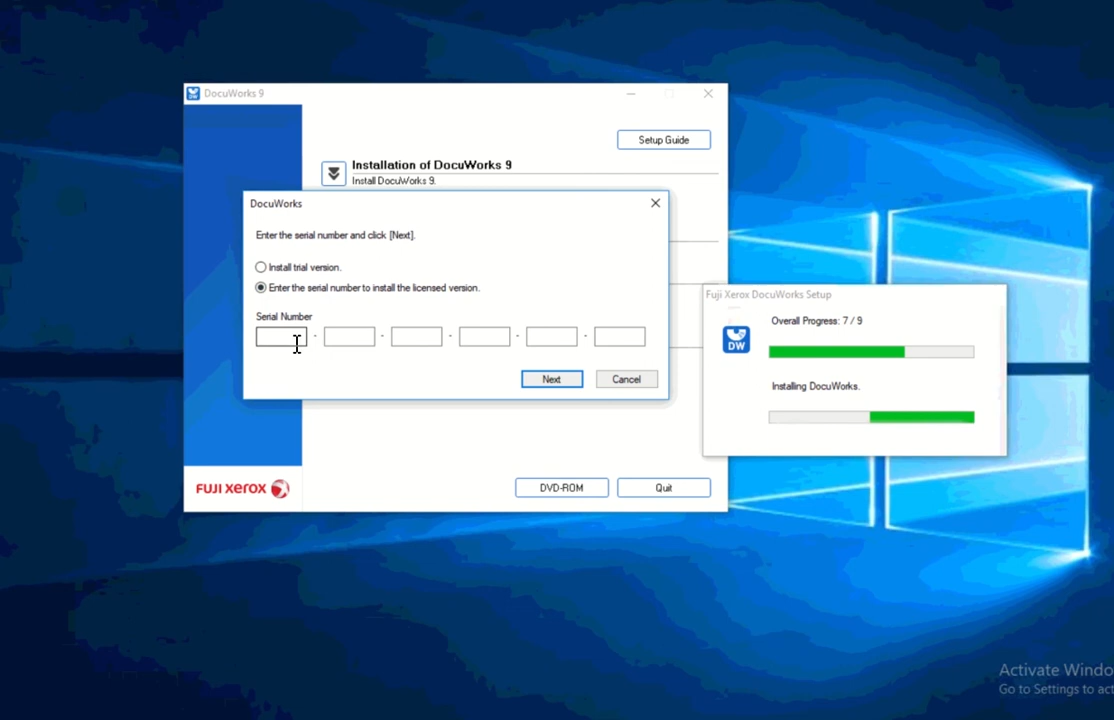 DocuWorks 9
Setup Guide
Installation of DocuWorks 9
Install DocuWorks 9.
DocuWorks
Enter the serial number and click [Next].
Install trial version.
Enter the serial number to install the licensed version.
Serial Number
- - - - -
Next
Cancel
Fuji Xerox DocuWorks Setup
Overall Progress: 7 / 9
DW
Installing DocuWorks.
FUJI XEROX
DVD-ROM
Quit
Activate Windo
Go to Settings to act